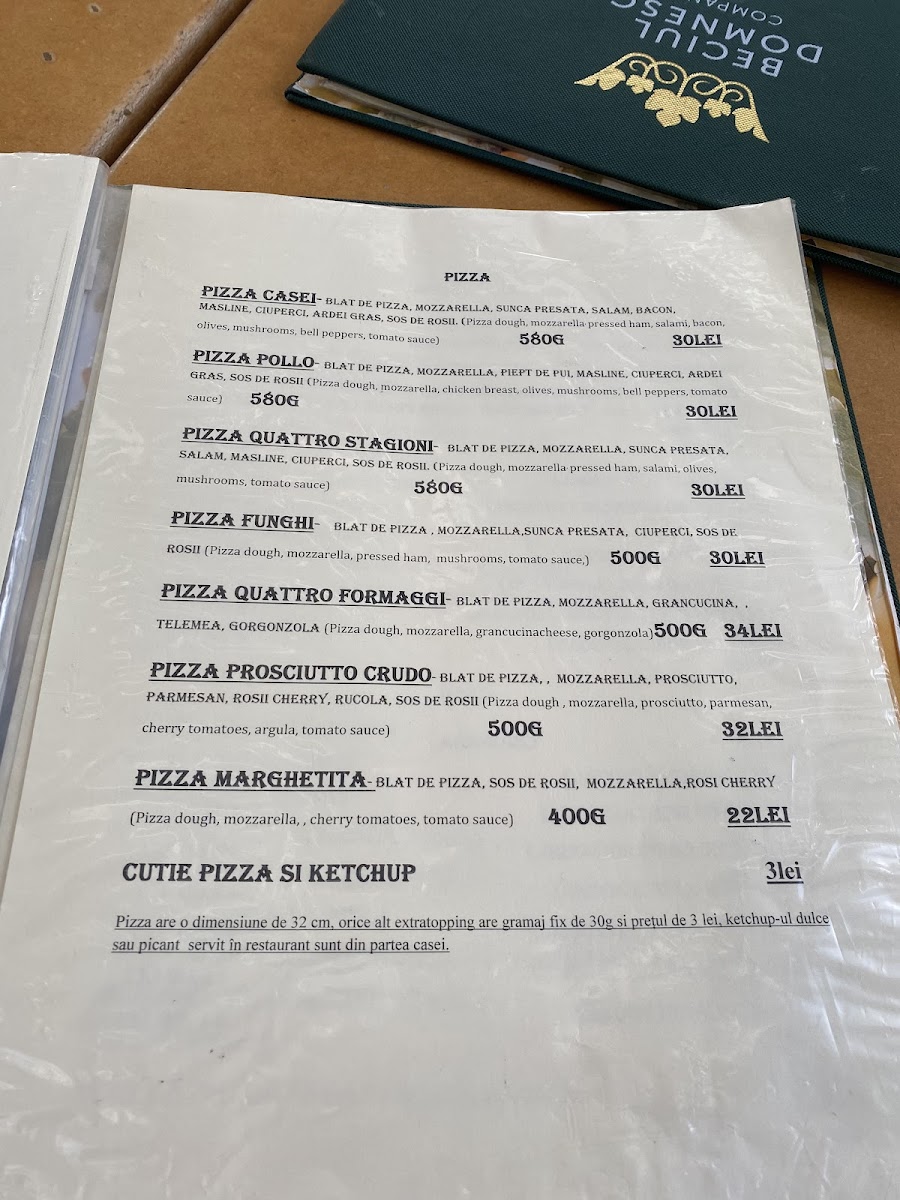 BECIUL
DOMNESC
PIZZA
PIZZA CASEI- BLAT DE PIZZA, MOZZARELLA, SUNCA PRESATA, SALAM, BACON,
MASLINE, CIUPERCI, ARDEI GRAS, SOS DE ROSII. (Pizza dough, mozzarella pressed ham, salami, bacon,
olives, mushrooms, bell peppers, tomato sauce) 580G 30LEI
PIZZA POLLO- BLAT DE PIZZA, MOZZARELLA, PIEPT DE PUI, MASLINE, CIUPERCI, ARDEI
GRAS, SOS DE ROSII (Pizza dough, mozzarella, chicken breast, olives, mushrooms, bell peppers, tomato
sauce) 580G 30LEI
PIZZA QUATTRO STAGIONI- BLAT DE PIZZA, MOZZARELLA, SUNCA PRESATA,
SALAM, MASLINE, CIUPERCI, SOS DE ROSII. (Pizza dough, mozzarella pressed ham, salami, olives,
mushrooms, tomato sauce) 580G 30LEI
PIZZA FUNGHI- BLAT DE PIZZA , MOZZARELLA,SUNCA PRESATA, CIUPERCI, SOS DE
ROSII (Pizza dough, mozzarella, pressed ham, mushrooms, tomato sauce,) 500G 30LEI
PIZZA QUATTRO FORMAGGI- BLAT DE PIZZA, MOZZARELLA, GRANCUCINA, ,
TELEMEA, GORGONZOLA (Pizza dough, mozzarella, grancucinacheese, gorgonzola)500G 34LEI
PIZZA PROSCIUTTO CRUDO- BLAT DE PIZZA, , MOZZARELLA, PROSCIUTTO,
PARMESAN, ROSII CHERRY, RUCOLA, SOS DE ROSII (Pizza dough , mozzarella, prosciutto, parmesan,
cherry tomatoes, argula, tomato sauce) 500G 32LEI
PIZZA MARGHETITA- BLAT DE PIZZA, SOS DE ROSII, MOZZARELLA,ROSI CHERRY
(Pizza dough, mozzarella, , cherry tomatoes, tomato sauce) 400G 22LEI
CUTIE PIZZA SI KETCHUP 3lei
Pizza are o dimensiune de 32 cm, orice alt extratopping are gramaj fix de 30g si prețul de 3 lei, ketchup-ul dulce
sau picant servit în restaurant sunt din partea casei.